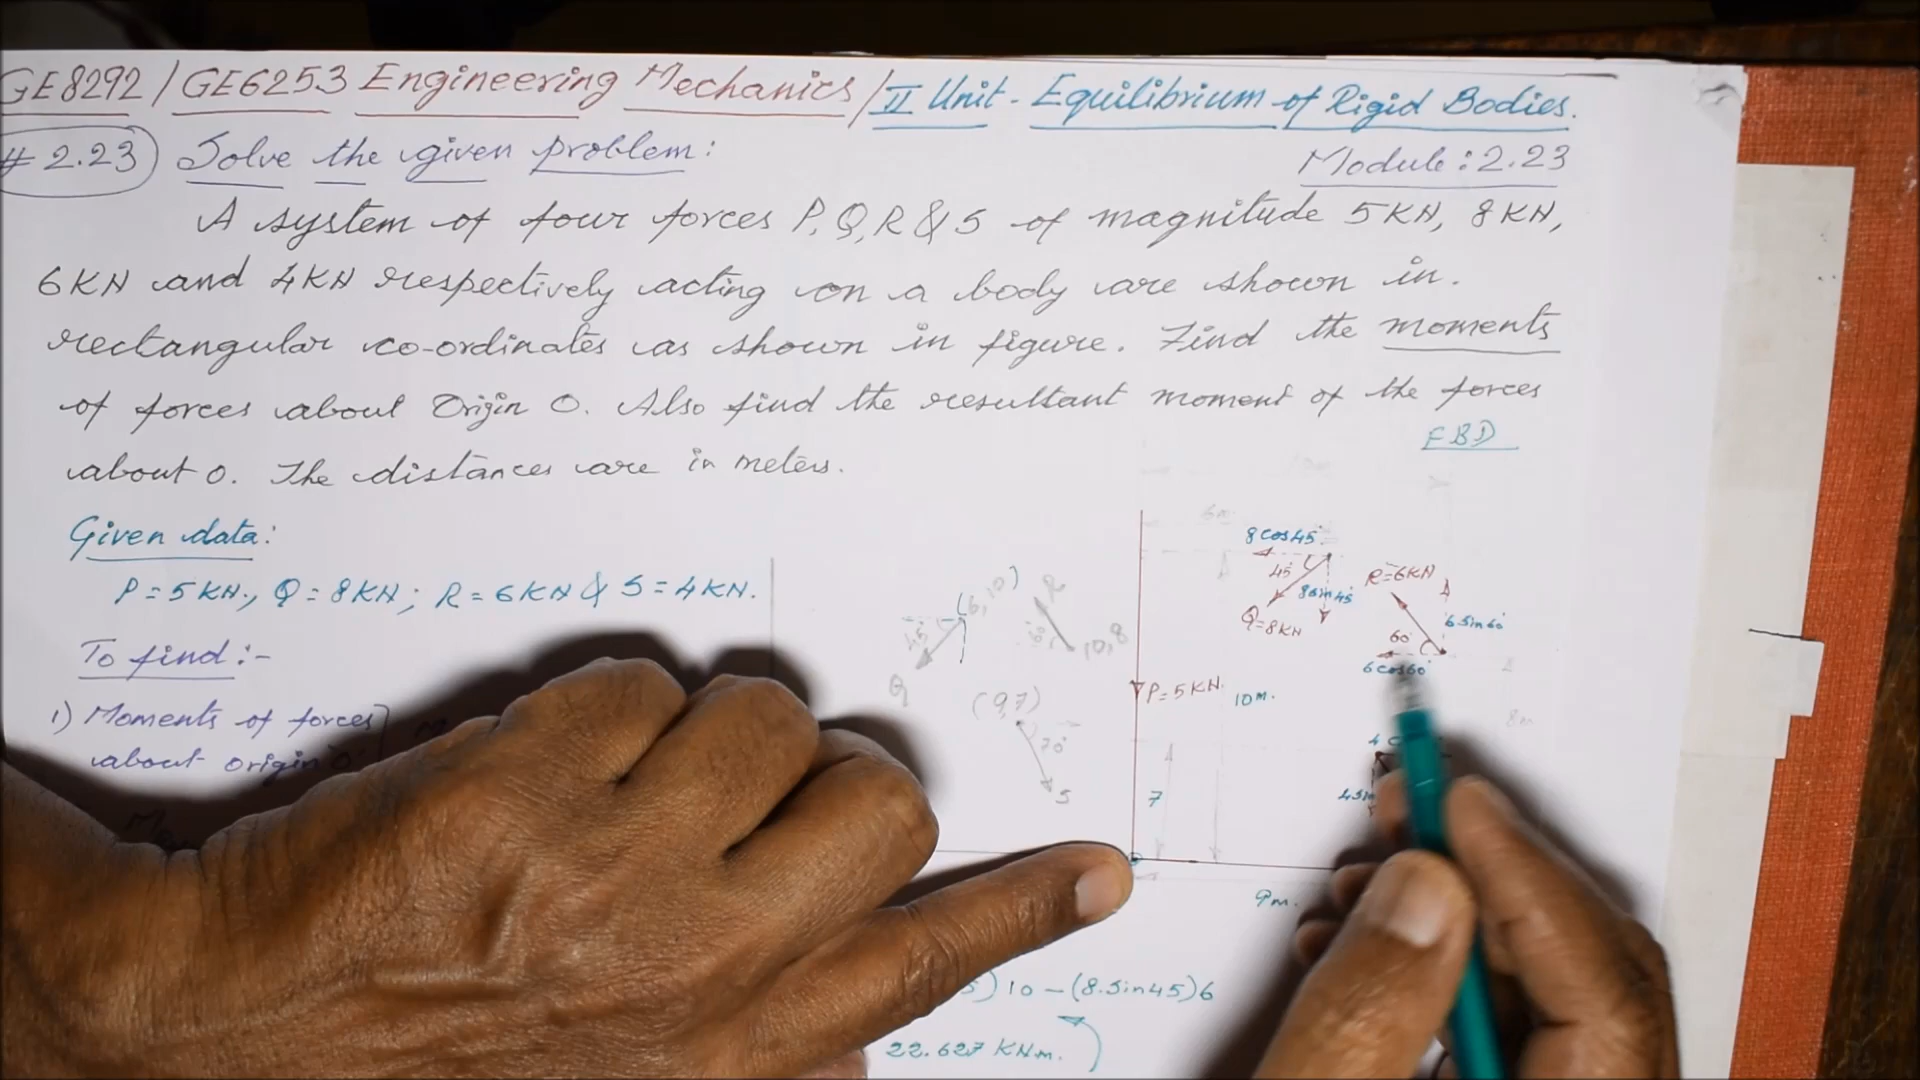 GE8292 / GE6253 Engineering Mechanics / II Unit - Equilibrium of Rigid Bodies.
# 2.23 Solve the given problem:
Module: 2.23
A system of four forces P, Q, R & S of magnitude 5KN, 8KN,
6KN and 4KN respectively acting on a body are shown in.
rectangular co-ordinates as shown in figure. Find the moments
of forces about Origin O. Also find the resultant moment of the forces
about O. The distances are in meters.
FBD
Given data:
P = 5KN., Q = 8KN; R = 6KN & S = 4KN.
To find:-
1) Moments of forces
about origin 'O'
(6,10)
45°
Q
R
60°
10,8
(9,7)
70°
S
6m
8cos45
45°
8sin45
Q=8KN
R=6KN
6sin60
60°
6cos60
P=5KN.
10m.
8m
7
9m.
) 10 - (8.Sin45) 6
22.627 KNm.